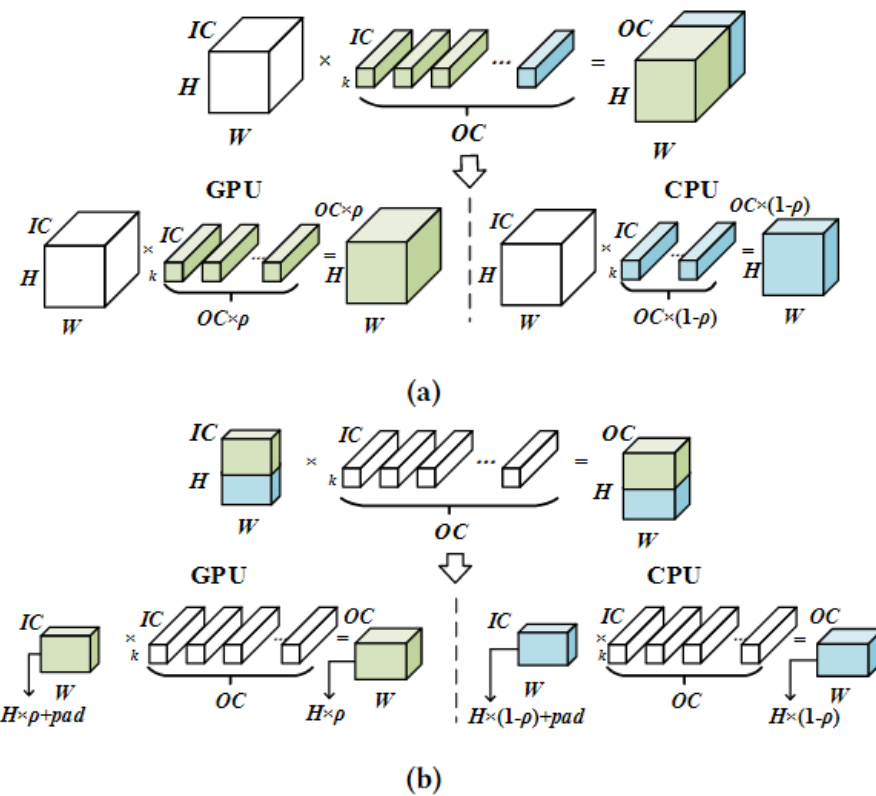 IC × IC k ... OC = OC H
H W W
GPU CPU
IC H W × IC k ... OC×ρ = OC×ρ H W
IC H W × IC k ... OC×(1-ρ) = OC×(1-ρ) H W
(a)
IC H W × IC k ... OC = OC H W
GPU CPU
IC W H×ρ+pad × IC k ... OC = OC W H×ρ
IC W H×(1-ρ)+pad × IC k ... OC = OC W H×(1-ρ)
(b)